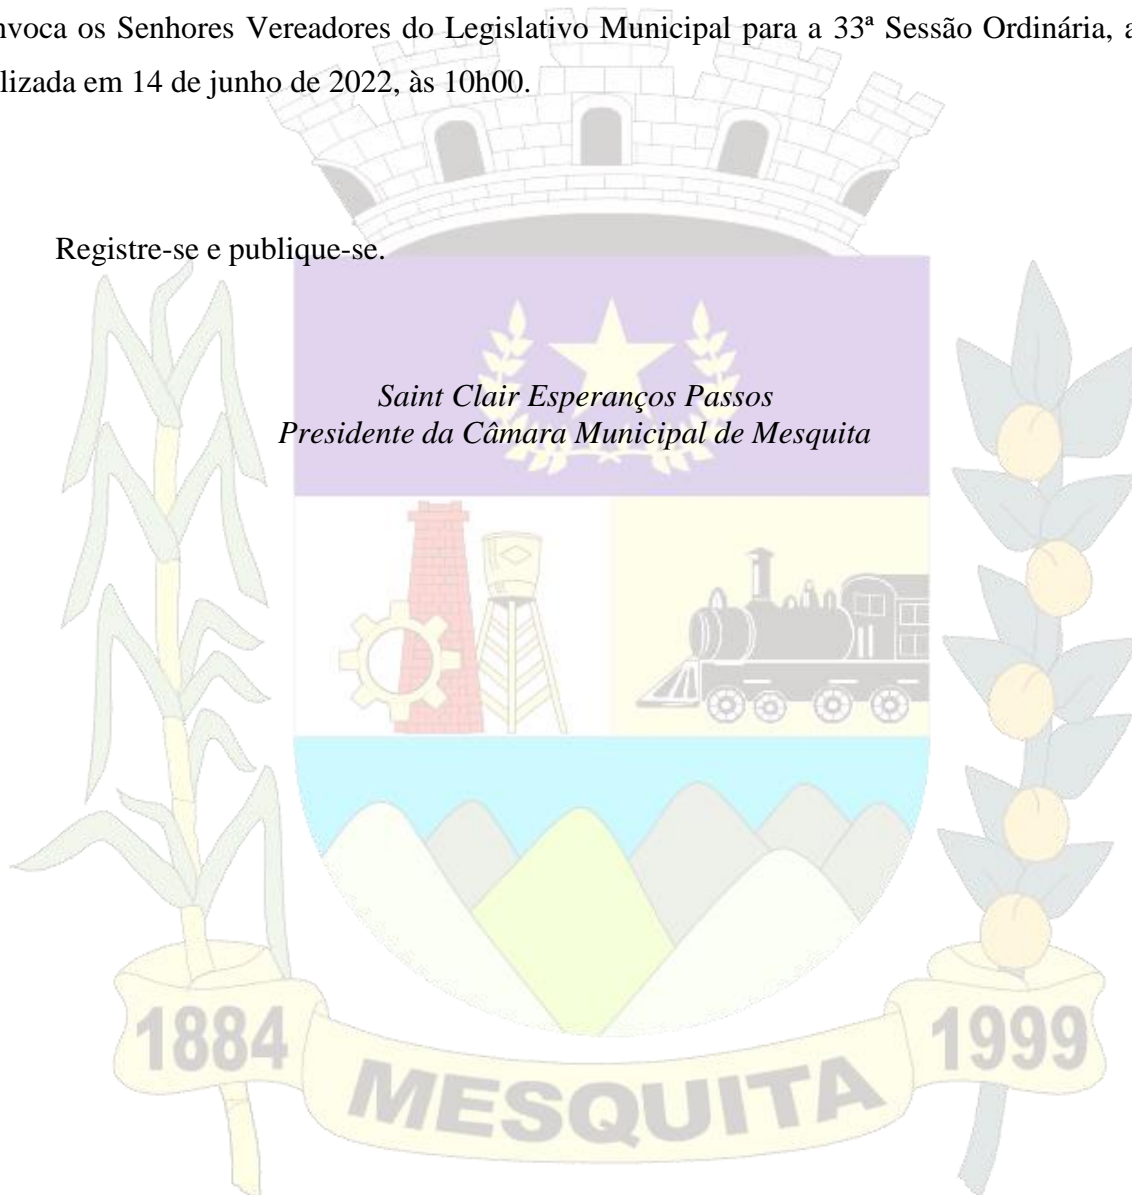 nvoca os Senhores Vereadores do Legislativo Municipal para a 33ª Sessão Ordinária, a
lizada em 14 de junho de 2022, às 10h00.
Registre-se e publique-se.
Saint Clair Esperanços Passos
Presidente da Câmara Municipal de Mesquita
1884
1999
MESQUITA